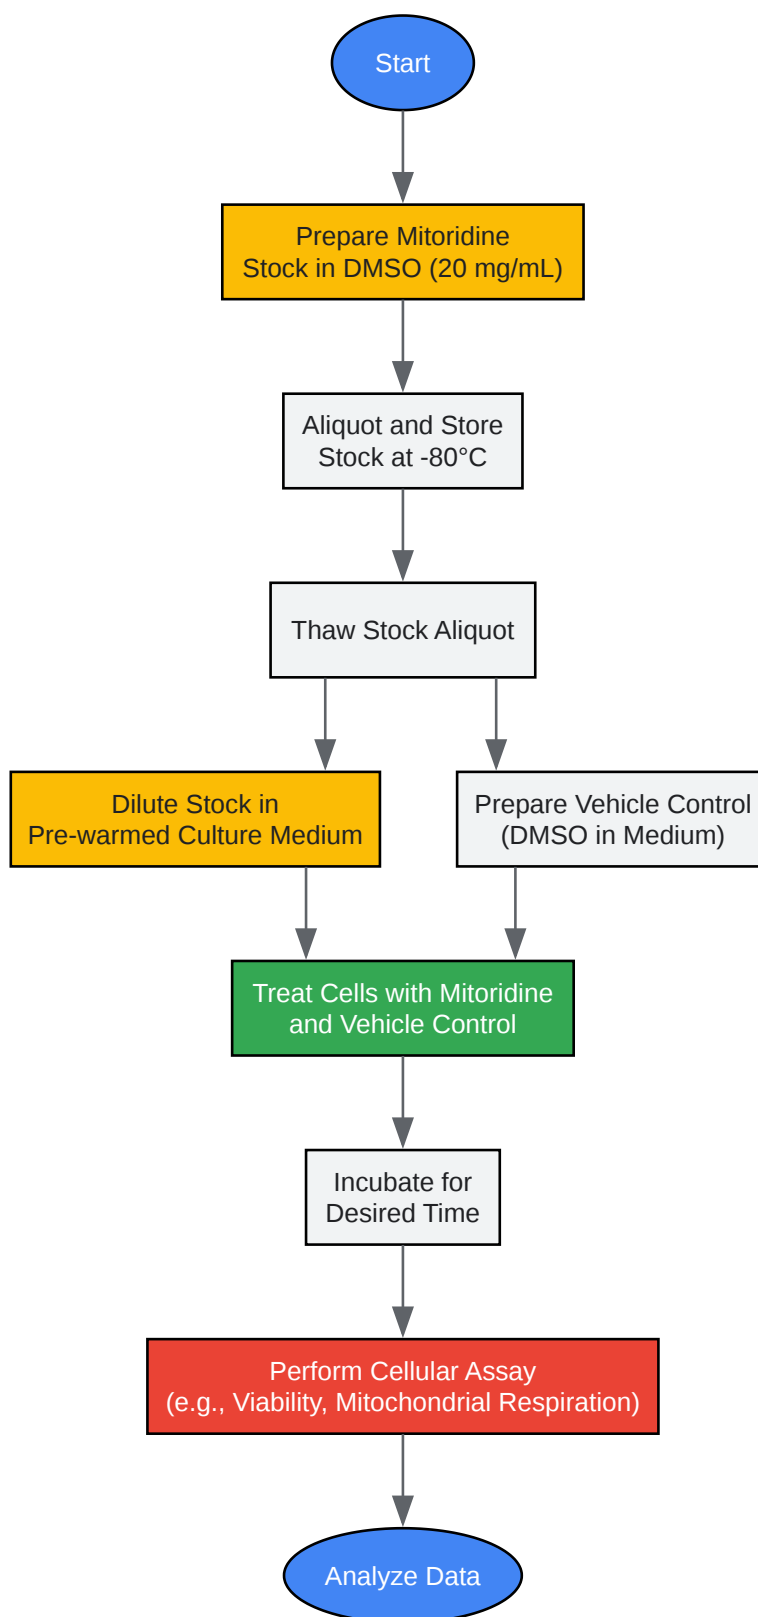 Start
Prepare Mitoridine
Stock in DMSO (20 mg/mL)
Aliquot and Store
Stock at -80°C
Thaw Stock Aliquot
Dilute Stock in
Pre-warmed Culture Medium
Prepare Vehicle Control
(DMSO in Medium)
Treat Cells with Mitoridine
and Vehicle Control
Incubate for
Desired Time
Perform Cellular Assay
(e.g., Viability, Mitochondrial Respiration)
Analyze Data